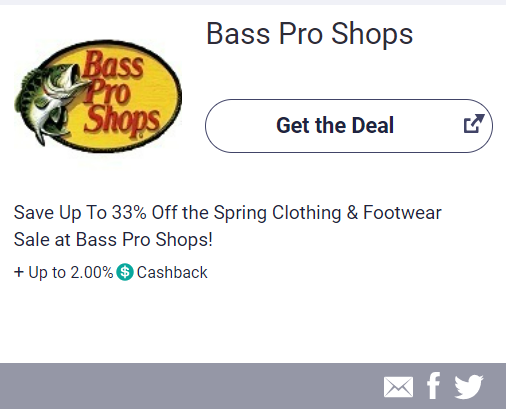 Bass Pro Shops
Bass
Pro
Shops
Get the Deal
Save Up To 33% Off the Spring Clothing & Footwear
Sale at Bass Pro Shops!
+ Up to 2.00% $ Cashback